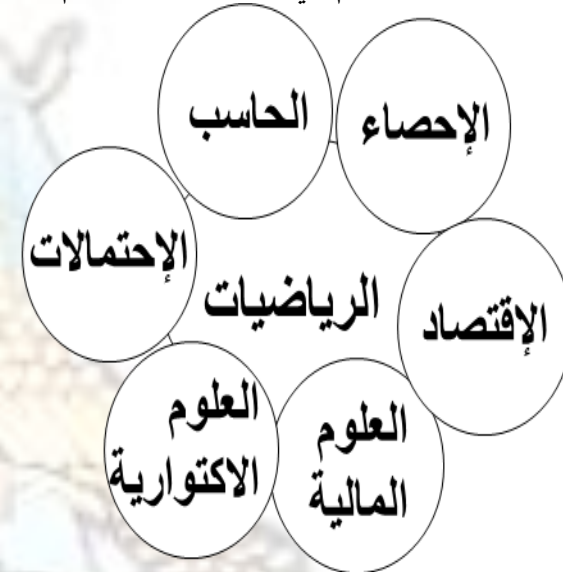 الحاسب
الإحصاء
الإحتمالات
الرياضيات
الإقتصاد
العلوم
الاكتوارية
العلوم
المالية